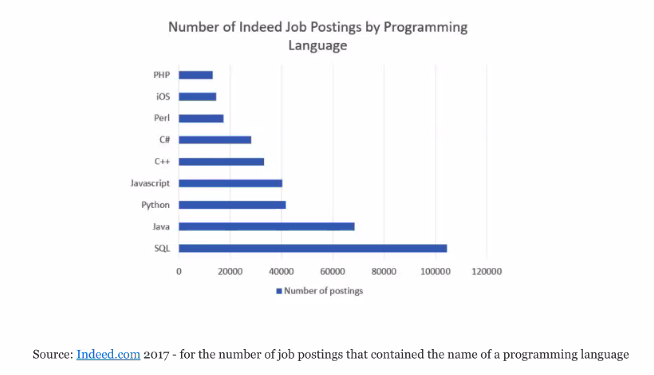 Number of Indeed Job Postings by Programming
Language
PHP
iOS
Perl
C#
C++
Javascript
Python
Java
SQL
0 20000 40000 60000 80000 100000 120000
Number of postings
Source: Indeed.com 2017 - for the number of job postings that contained the name of a programming language